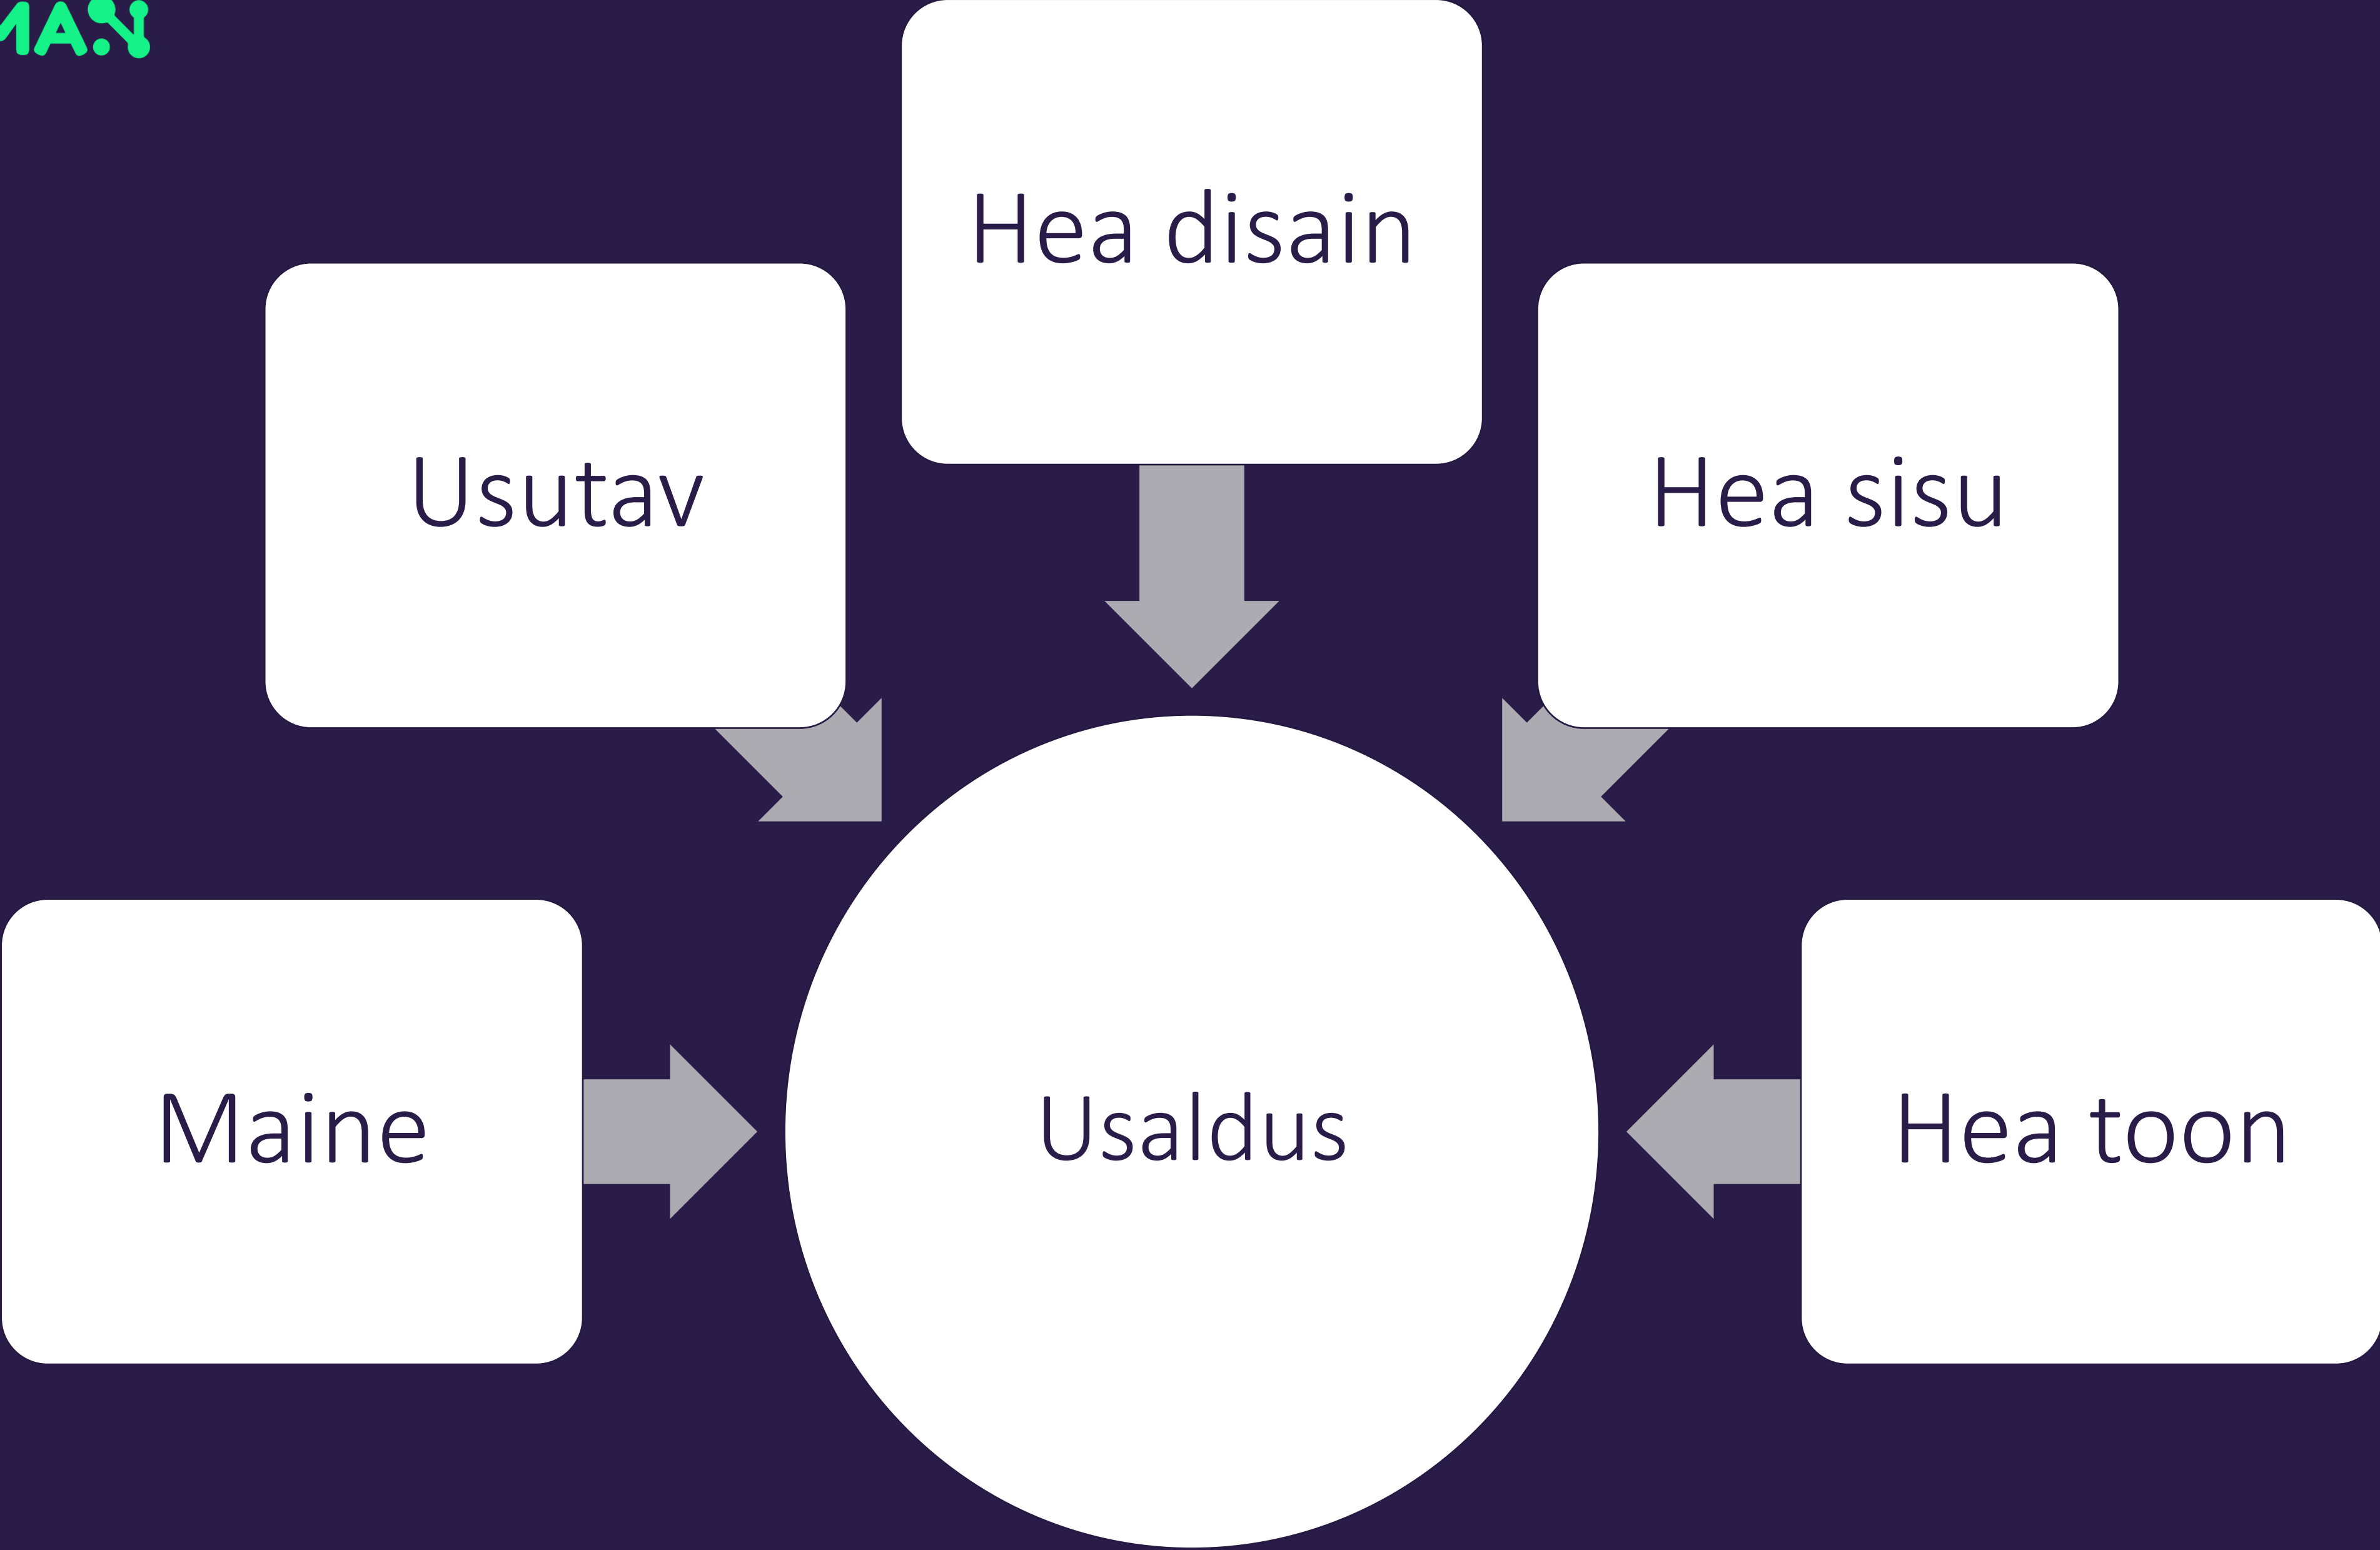 Hea disain
Usutav
Hea sisu
Maine
Usaldus
Hea toon